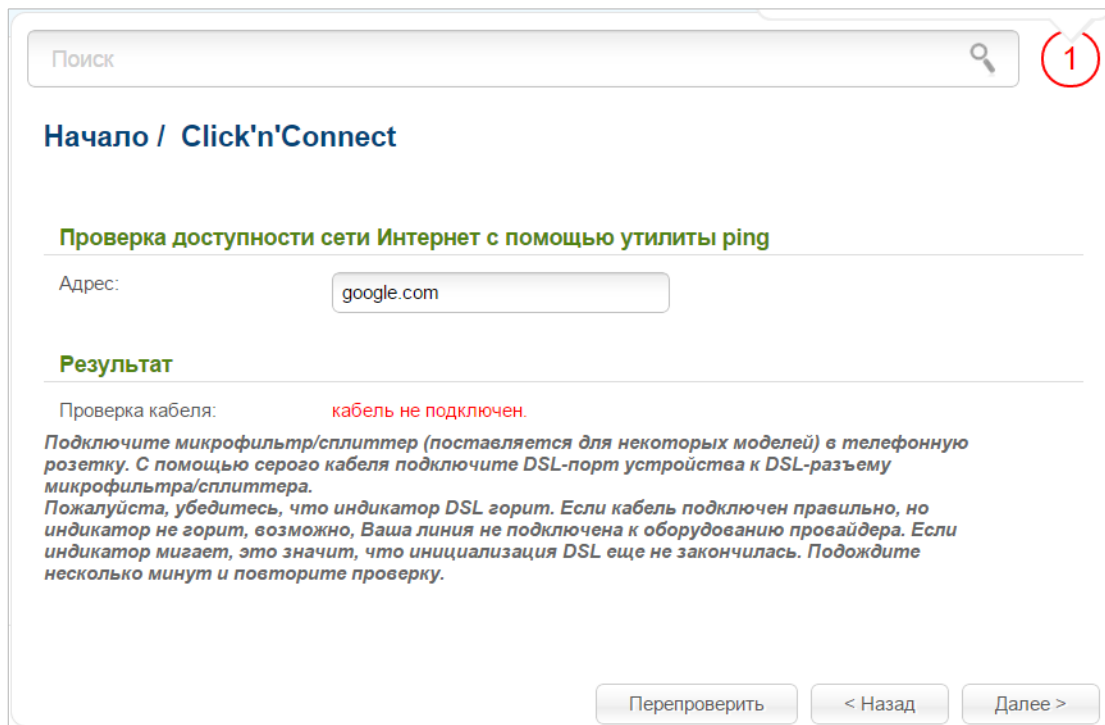 Поиск
1
Начало / Click'n'Connect
Проверка доступности сети Интернет с помощью утилиты ping
Адрес:
google.com
Результат
Проверка кабеля: кабель не подключен.
Подключите микрофильтр/сплиттер (поставляется для некоторых моделей) в телефонную
розетку. С помощью серого кабеля подключите DSL-порт устройства к DSL-разъему
микрофильтра/сплиттера.
Пожалуйста, убедитесь, что индикатор DSL горит. Если кабель подключен правильно, но
индикатор не горит, возможно, Ваша линия не подключена к оборудованию провайдера. Если
индикатор мигает, это значит, что инициализация DSL еще не закончилась. Подождите
несколько минут и повторите проверку.
Перепроверить < Назад Далее >